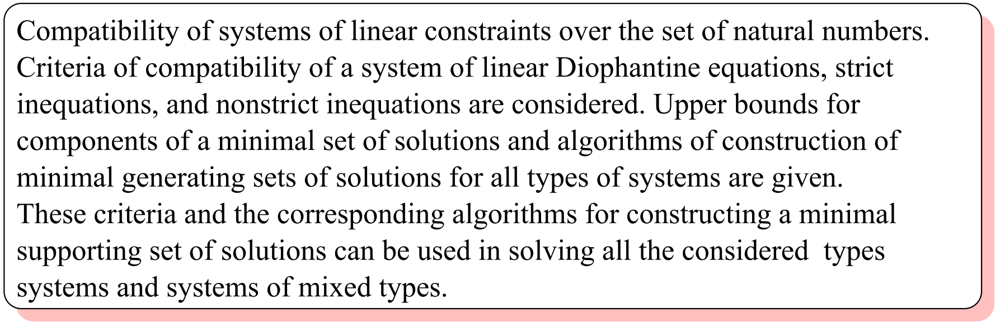 Compatibility of systems of linear constraints over the set of natural numbers.
Criteria of compatibility of a system of linear Diophantine equations, strict
inequations, and nonstrict inequations are considered. Upper bounds for
components of a minimal set of solutions and algorithms of construction of
minimal generating sets of solutions for all types of systems are given.
These criteria and the corresponding algorithms for constructing a minimal
supporting set of solutions can be used in solving all the considered  types
systems and systems of mixed types.